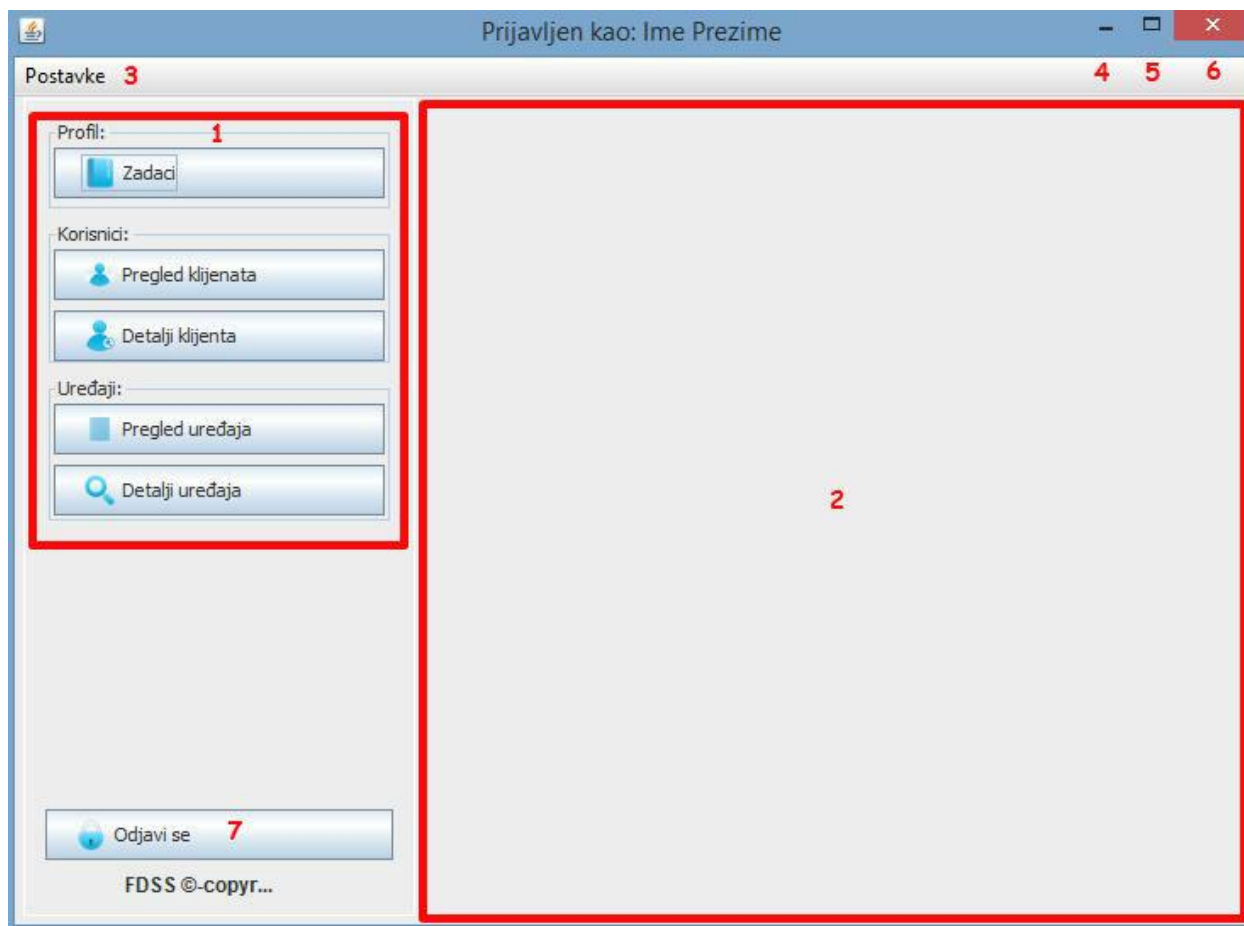 Prijavljen kao: Ime Prezime
Postavke 3
4 5 6
Profil: 1
Zadaci
Korisnici:
Pregled klijenata
Detalji klijenta
Uređaji:
Pregled uređaja
Detalji uređaja
2
Odjavi se 7
FDSS ©-copyr...